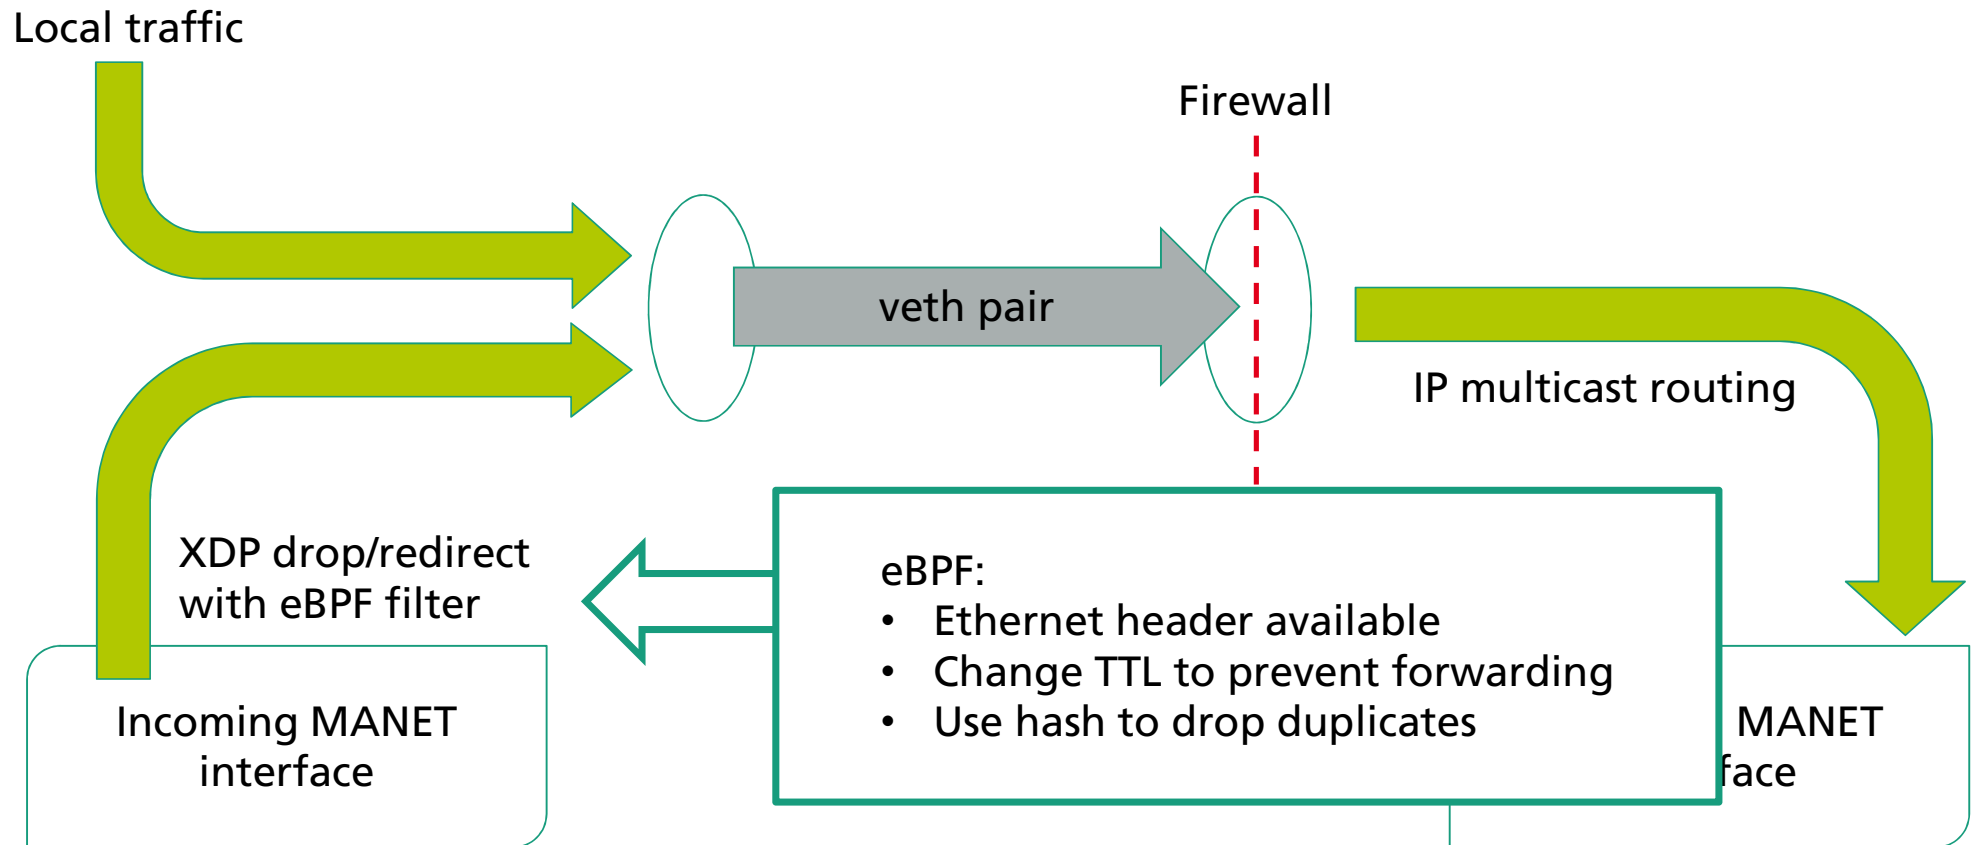 Local traffic
Firewall
veth pair
IP multicast routing
XDP drop/redirect
with eBPF filter
eBPF:
• Ethernet header available
• Change TTL to prevent forwarding
• Use hash to drop duplicates
Incoming MANET
interface
MANET
face